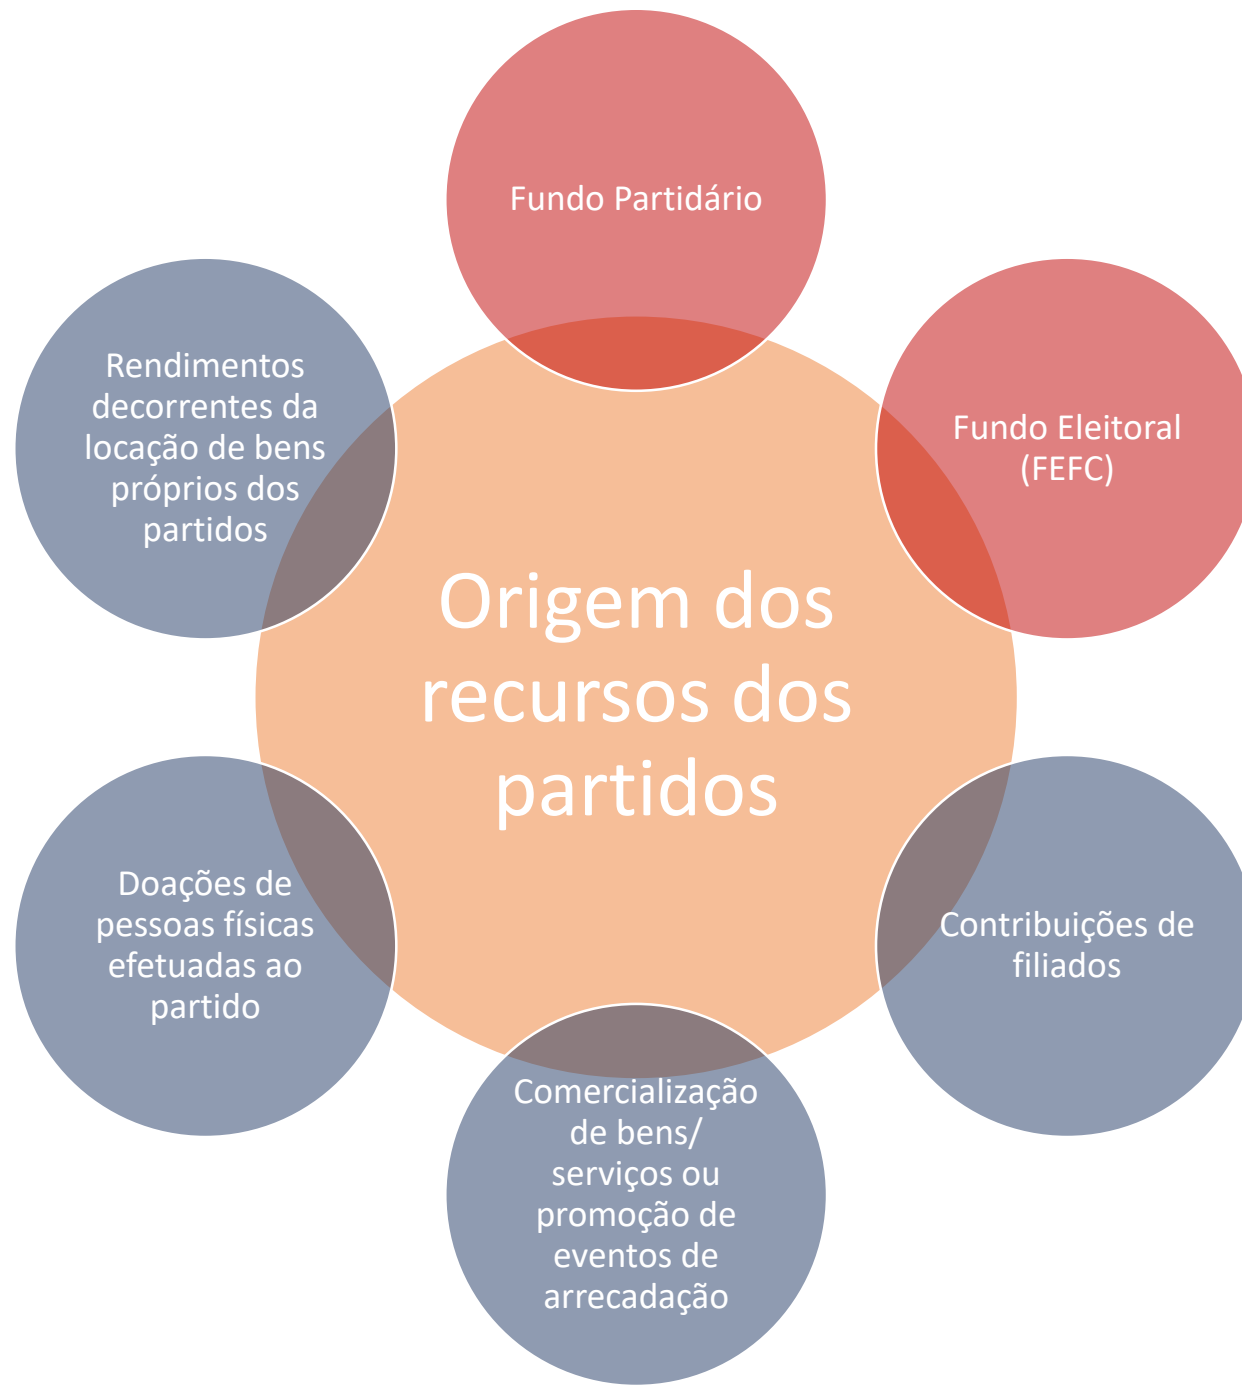 Fundo Partidário
Fundo Eleitoral
(FEFC)
Contribuições de
filiados
Comercialização
de bens/
serviços ou
promoção de
eventos de
arrecadação
Doações de
pessoas físicas
efetuadas ao
partido
Rendimentos
decorrentes da
locação de bens
próprios dos
partidos
Origem dos
recursos dos
partidos